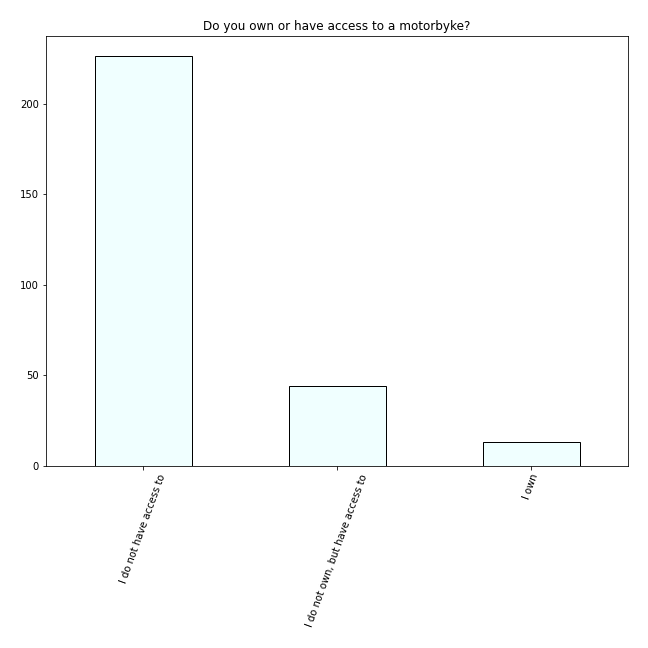 Do you own or have access to a motorbyke?
200
150
100
50
0
I do not have access to
I do not own, but have access to
I own